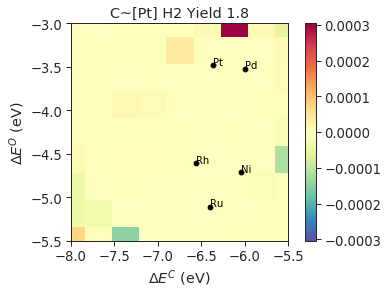 C~[Pt] H2 Yield 1.8
−3.0
−3.5
−4.0
−4.5
−5.0
−5.5
ΔE^O (eV)
Pt
Pd
Rh
Ni
Ru
−8.0 −7.5 −7.0 −6.5 −6.0 −5.5
ΔE^C (eV)
0.0003
0.0002
0.0001
0.0000
−0.0001
−0.0002
−0.0003